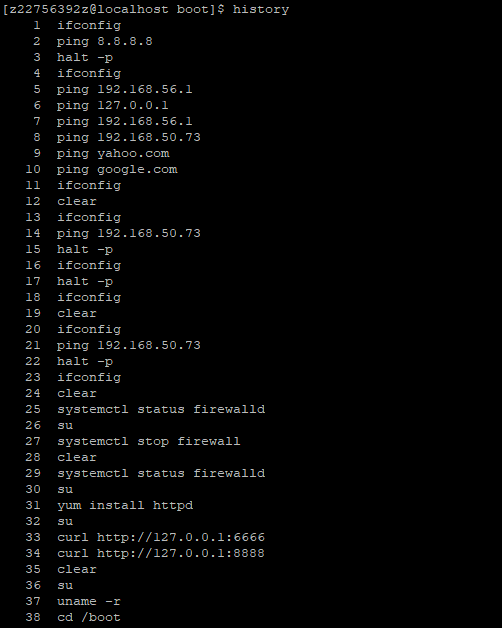 [z22756392z@localhost boot]$ history
1 ifconfig
2 ping 8.8.8.8
3 halt -p
4 ifconfig
5 ping 192.168.56.1
6 ping 127.0.0.1
7 ping 192.168.56.1
8 ping 192.168.50.73
9 ping yahoo.com
10 ping google.com
11 ifconfig
12 clear
13 ifconfig
14 ping 192.168.50.73
15 halt -p
16 ifconfig
17 halt -p
18 ifconfig
19 clear
20 ifconfig
21 ping 192.168.50.73
22 halt -p
23 ifconfig
24 clear
25 systemctl status firewalld
26 su
27 systemctl stop firewall
28 clear
29 systemctl status firewalld
30 su
31 yum install httpd
32 su
33 curl http://127.0.0.1:6666
34 curl http://127.0.0.1:8888
35 clear
36 su
37 uname -r
38 cd /boot